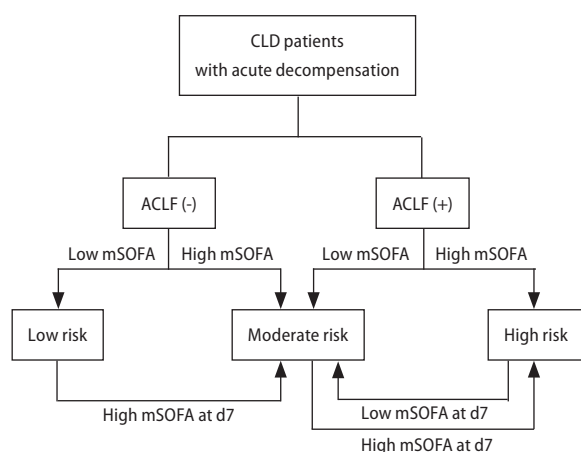 CLD patients
with acute decompensation
ACLF (-)
ACLF (+)
Low mSOFA
High mSOFA
Low mSOFA
High mSOFA
Low risk
Moderate risk
High risk
High mSOFA at d7
Low mSOFA at d7
High mSOFA at d7